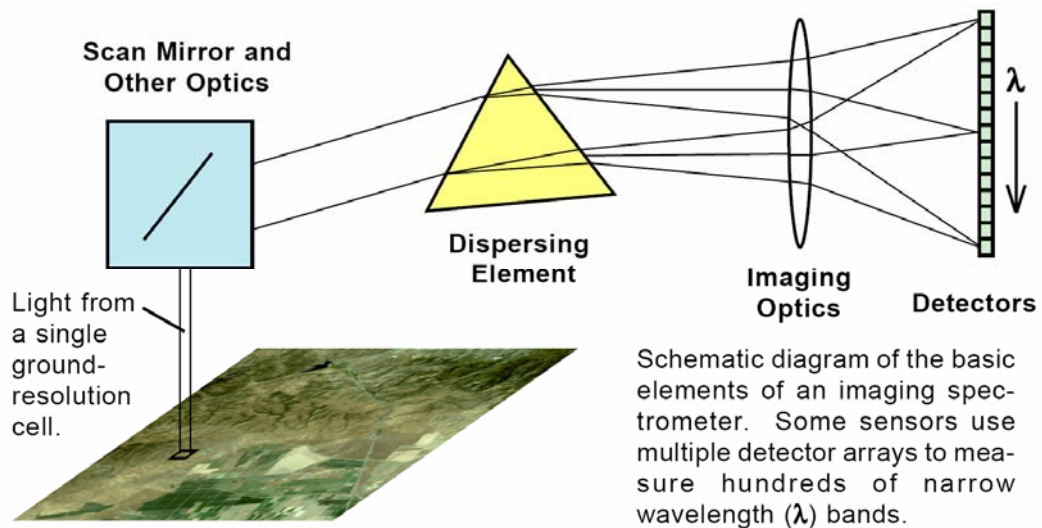 Scan Mirror and
Other Optics
λ
Dispersing
Element
Imaging
Optics
Detectors
Light from
a single
ground-
resolution
cell.
Schematic diagram of the basic
elements of an imaging spec-
trometer. Some sensors use
multiple detector arrays to mea-
sure hundreds of narrow
wavelength (λ) bands.